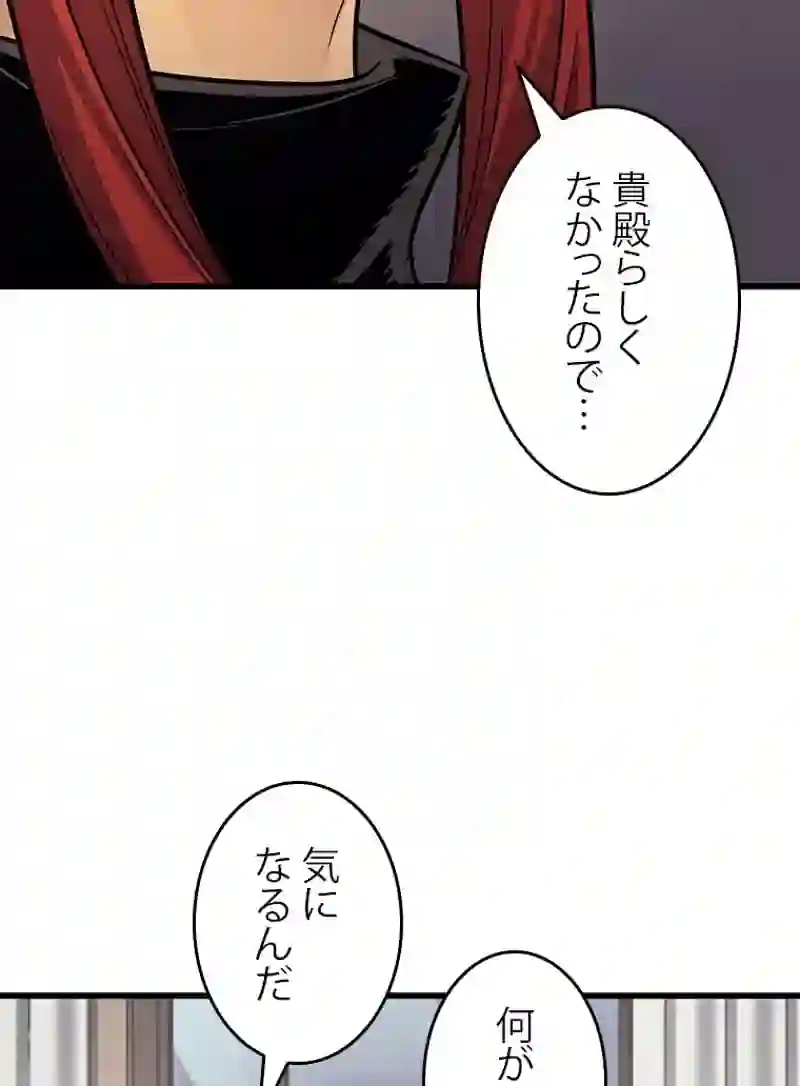 貴殿らしく
なかったので…
気に
なるんだ
何が